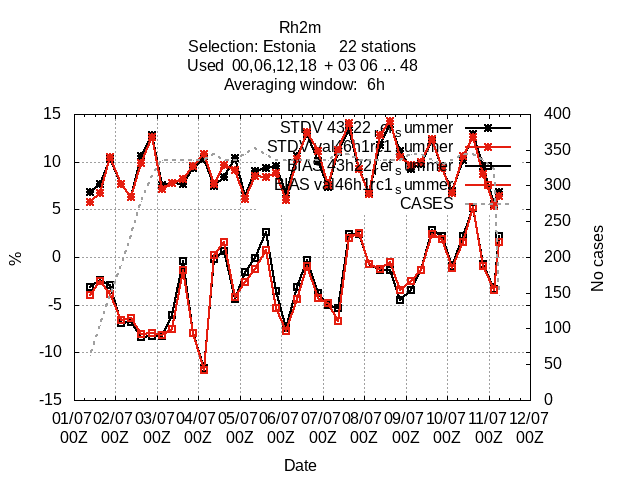 Rh2m
Selection: Estonia 22 stations
Used 00,06,12,18 + 03 06 ... 48
Averaging window: 6h
15 400
STDV
STDV
BIAS
BIAS
CASES
10 350
300
5 250
0 200
-5 150
100
-10 50
-15 0
%
No cases
01/07 02/07 03/07 04/07 05/07 06/07 07/07 08/07 09/07 10/07 11/07 12/07
00Z 00Z 00Z 00Z 00Z 00Z 00Z 00Z 00Z 00Z 00Z 00Z
Date